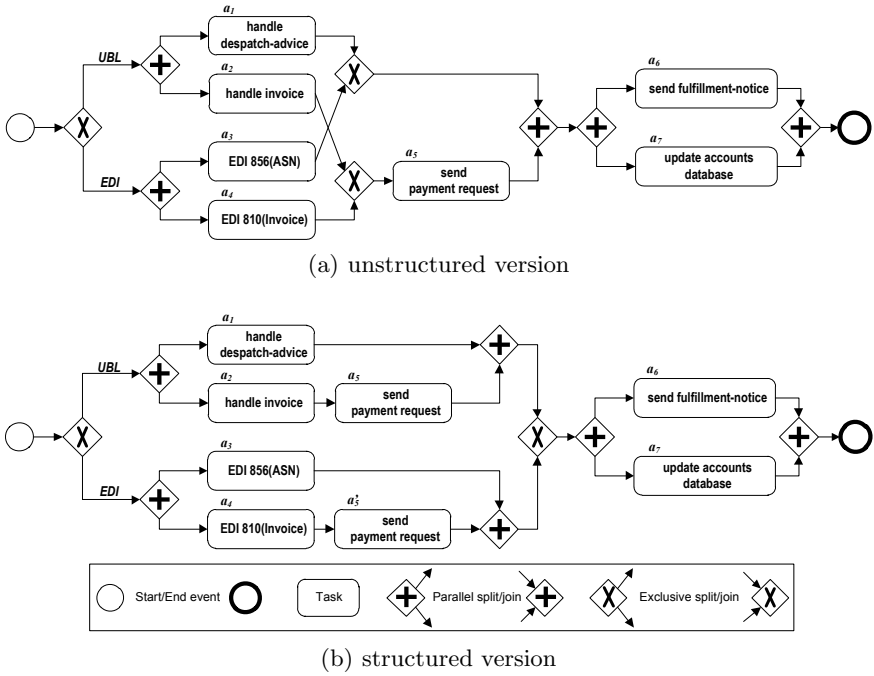 a1
handle
despatch-advice
UBL
a2
handle invoice
a6
send fulfillment-notice
a3
EDI 856(ASN)
a5
send
payment request
a7
update accounts
database
EDI
a4
EDI 810(Invoice)
(a) unstructured version
a1
handle
despatch-advice
UBL
a2
handle invoice
a5
send
payment request
a6
send fulfillment-notice
a3
EDI 856(ASN)
a7
update accounts
database
EDI
a4
EDI 810(Invoice)
a5'
send
payment request
Start/End event
Task
Parallel split/join
Exclusive split/join
(b) structured version